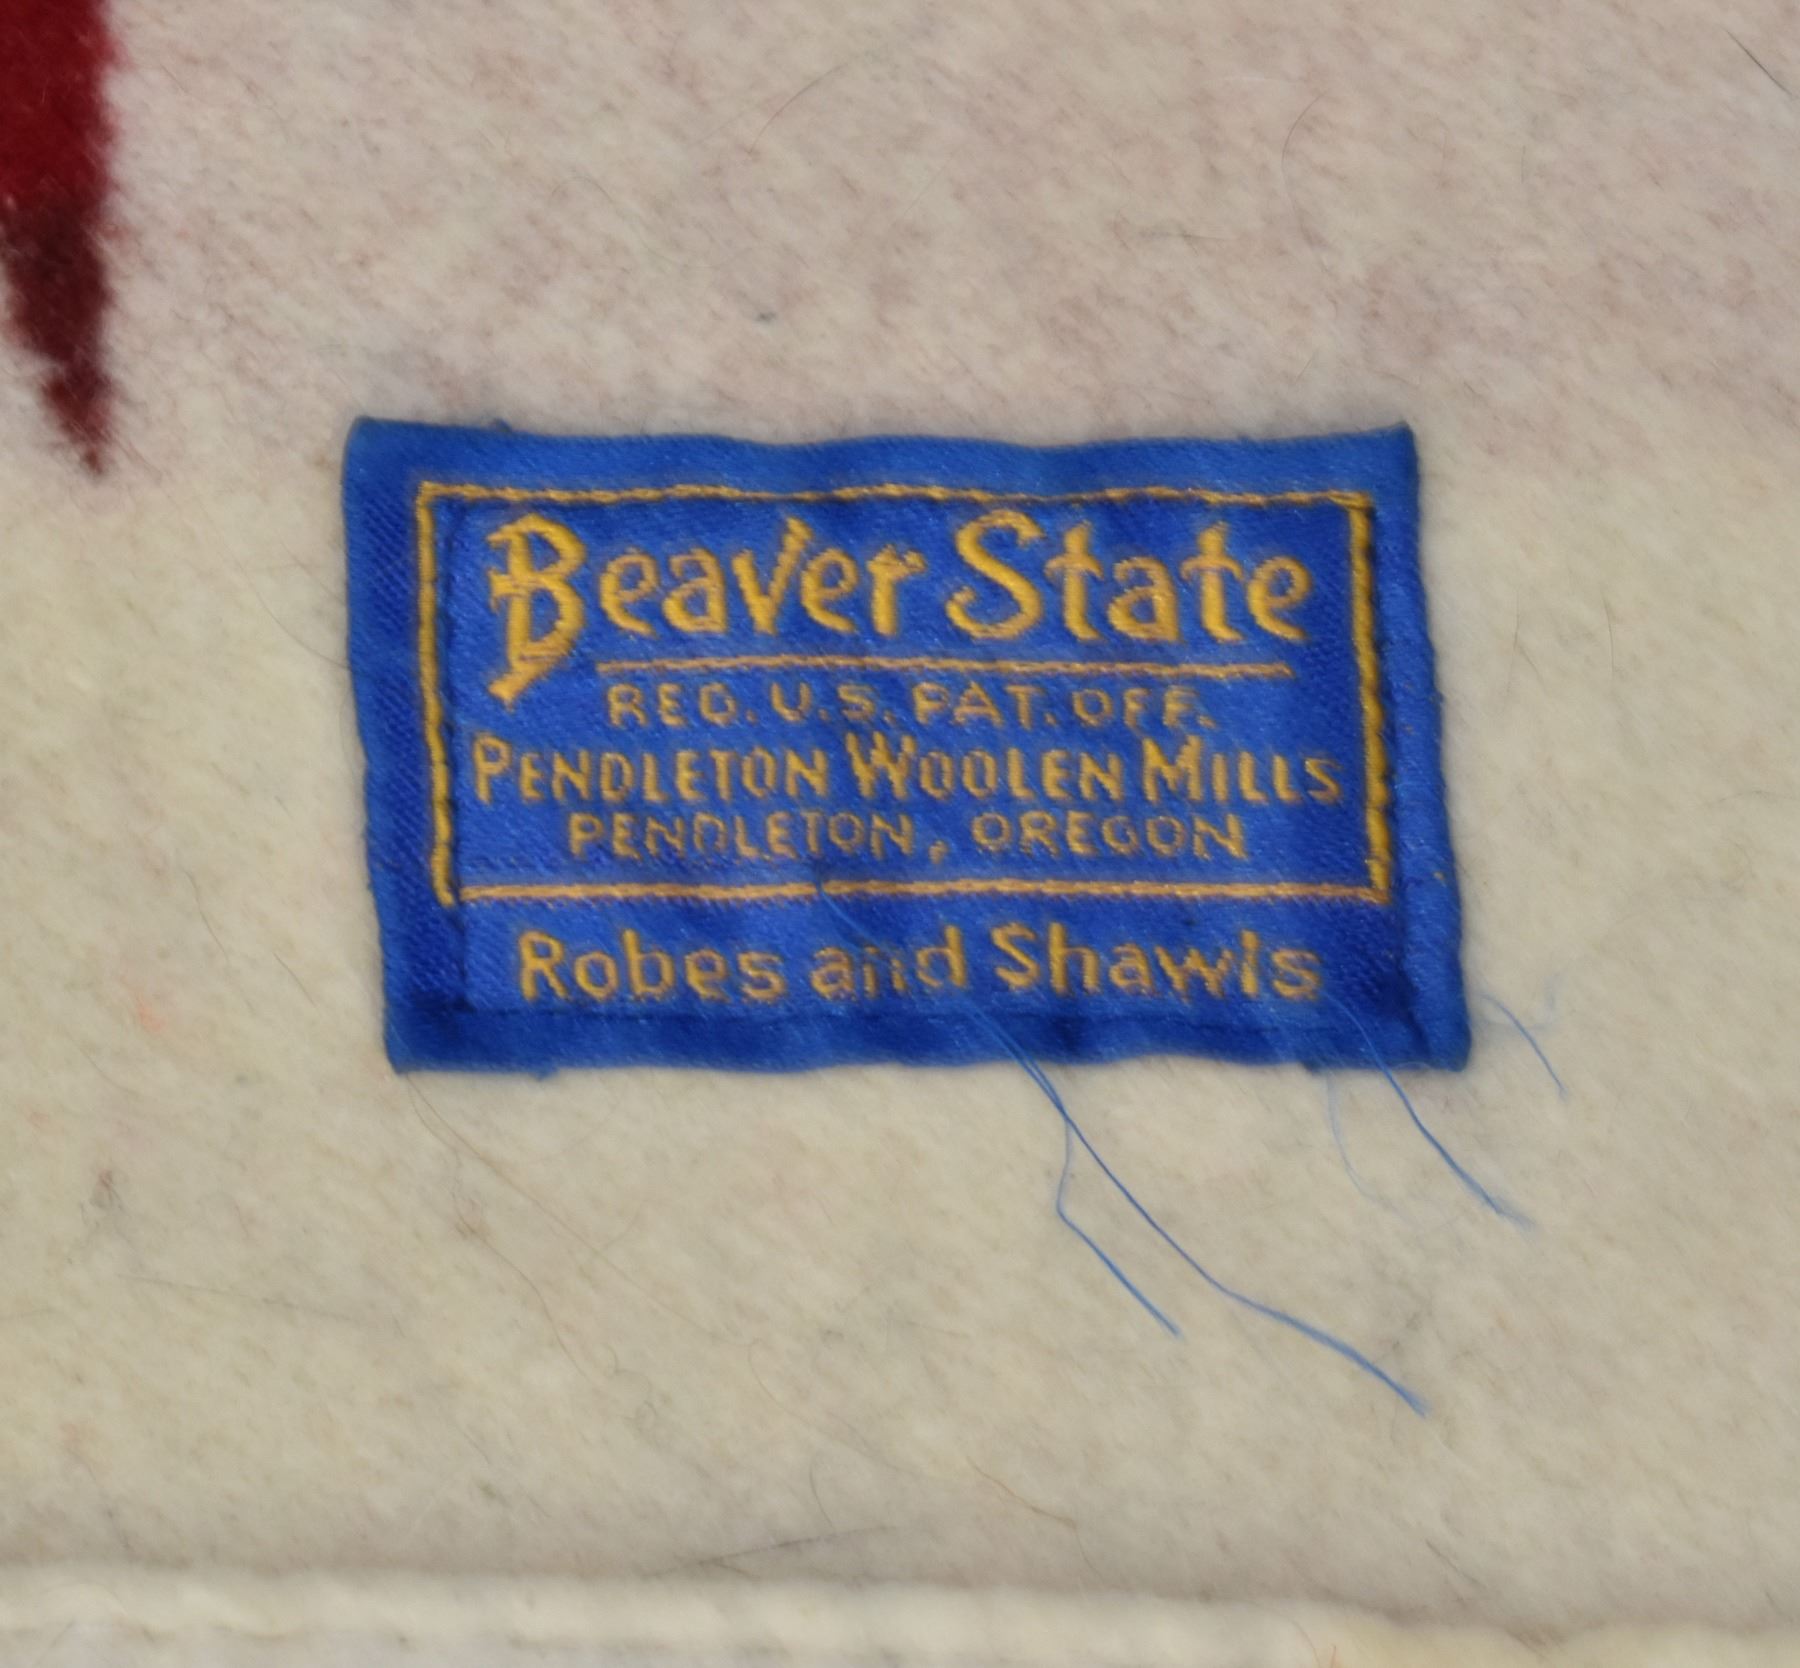 Beaver State
REG. U.S. PAT. OFF.
PENDLETON WOOLEN MILLS
PENDLETON, OREGON
Robes and Shawls